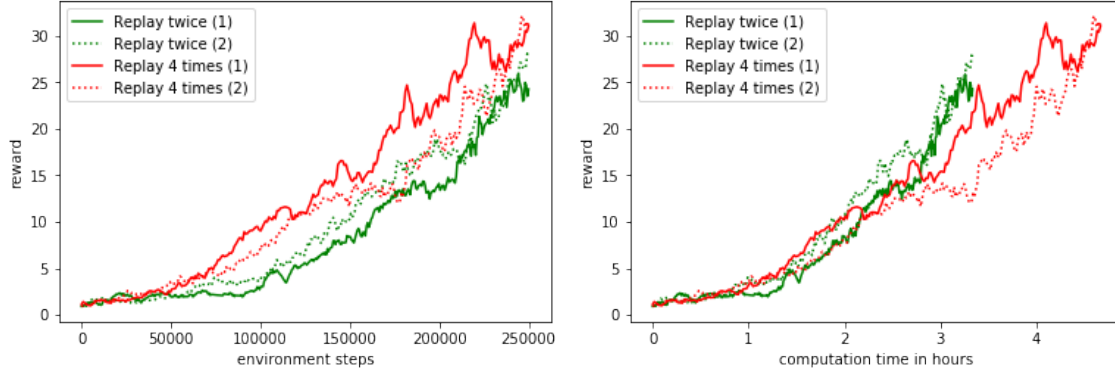 Replay twice (1)
Replay twice (2)
Replay 4 times (1)
Replay 4 times (2)
30
25
20
15
10
5
0
reward
0 50000 100000 150000 200000 250000
environment steps
Replay twice (1)
Replay twice (2)
Replay 4 times (1)
Replay 4 times (2)
30
25
20
15
10
5
0
reward
0 1 2 3 4
computation time in hours